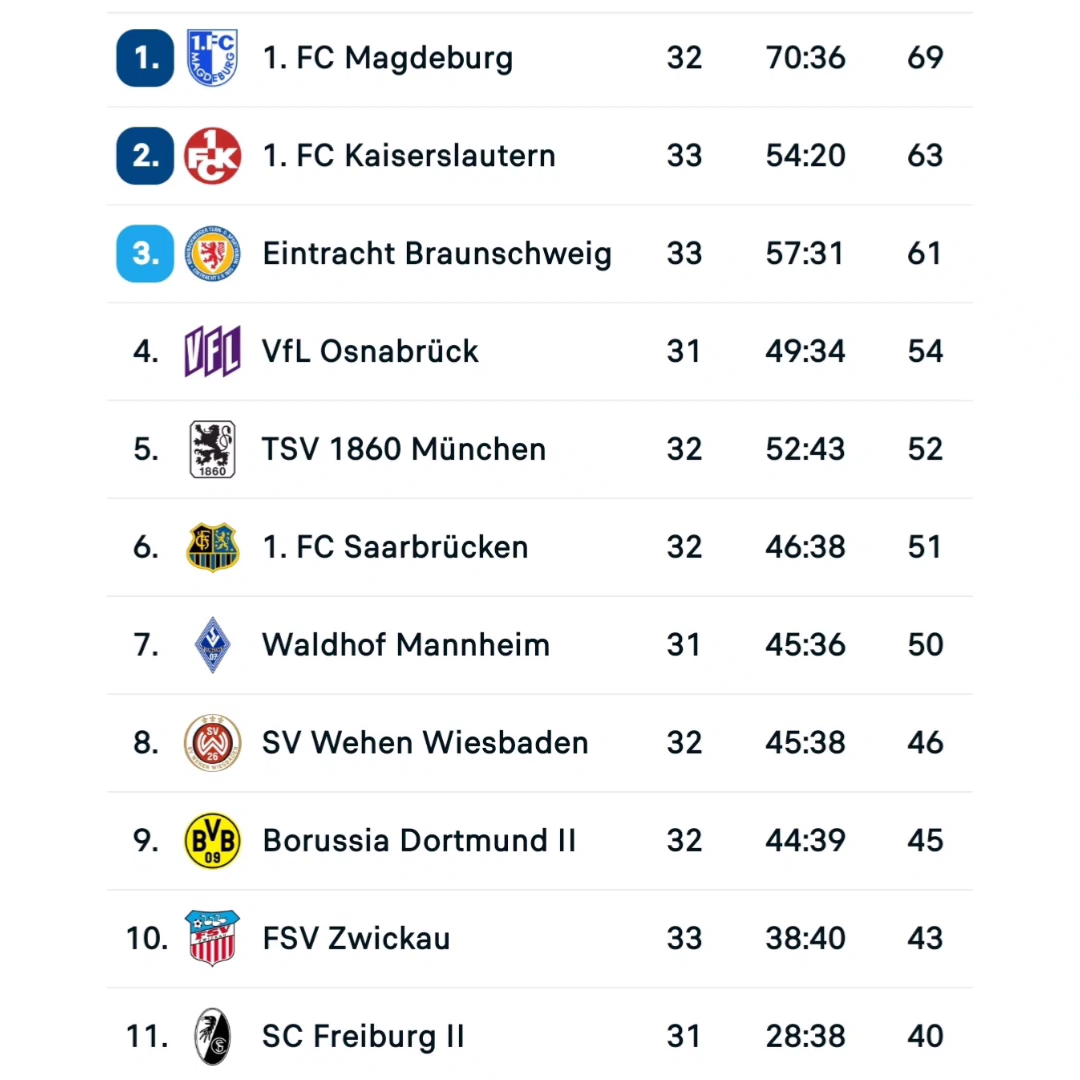 1. 1. FC Magdeburg 32 70:36 69
2. 1. FC Kaiserslautern 33 54:20 63
3. Eintracht Braunschweig 33 57:31 61
4. VfL Osnabrück 31 49:34 54
5. TSV 1860 München 32 52:43 52
6. 1. FC Saarbrücken 32 46:38 51
7. Waldhof Mannheim 31 45:36 50
8. SV Wehen Wiesbaden 32 45:38 46
9. Borussia Dortmund II 32 44:39 45
10. FSV Zwickau 33 38:40 43
11. SC Freiburg II 31 28:38 40